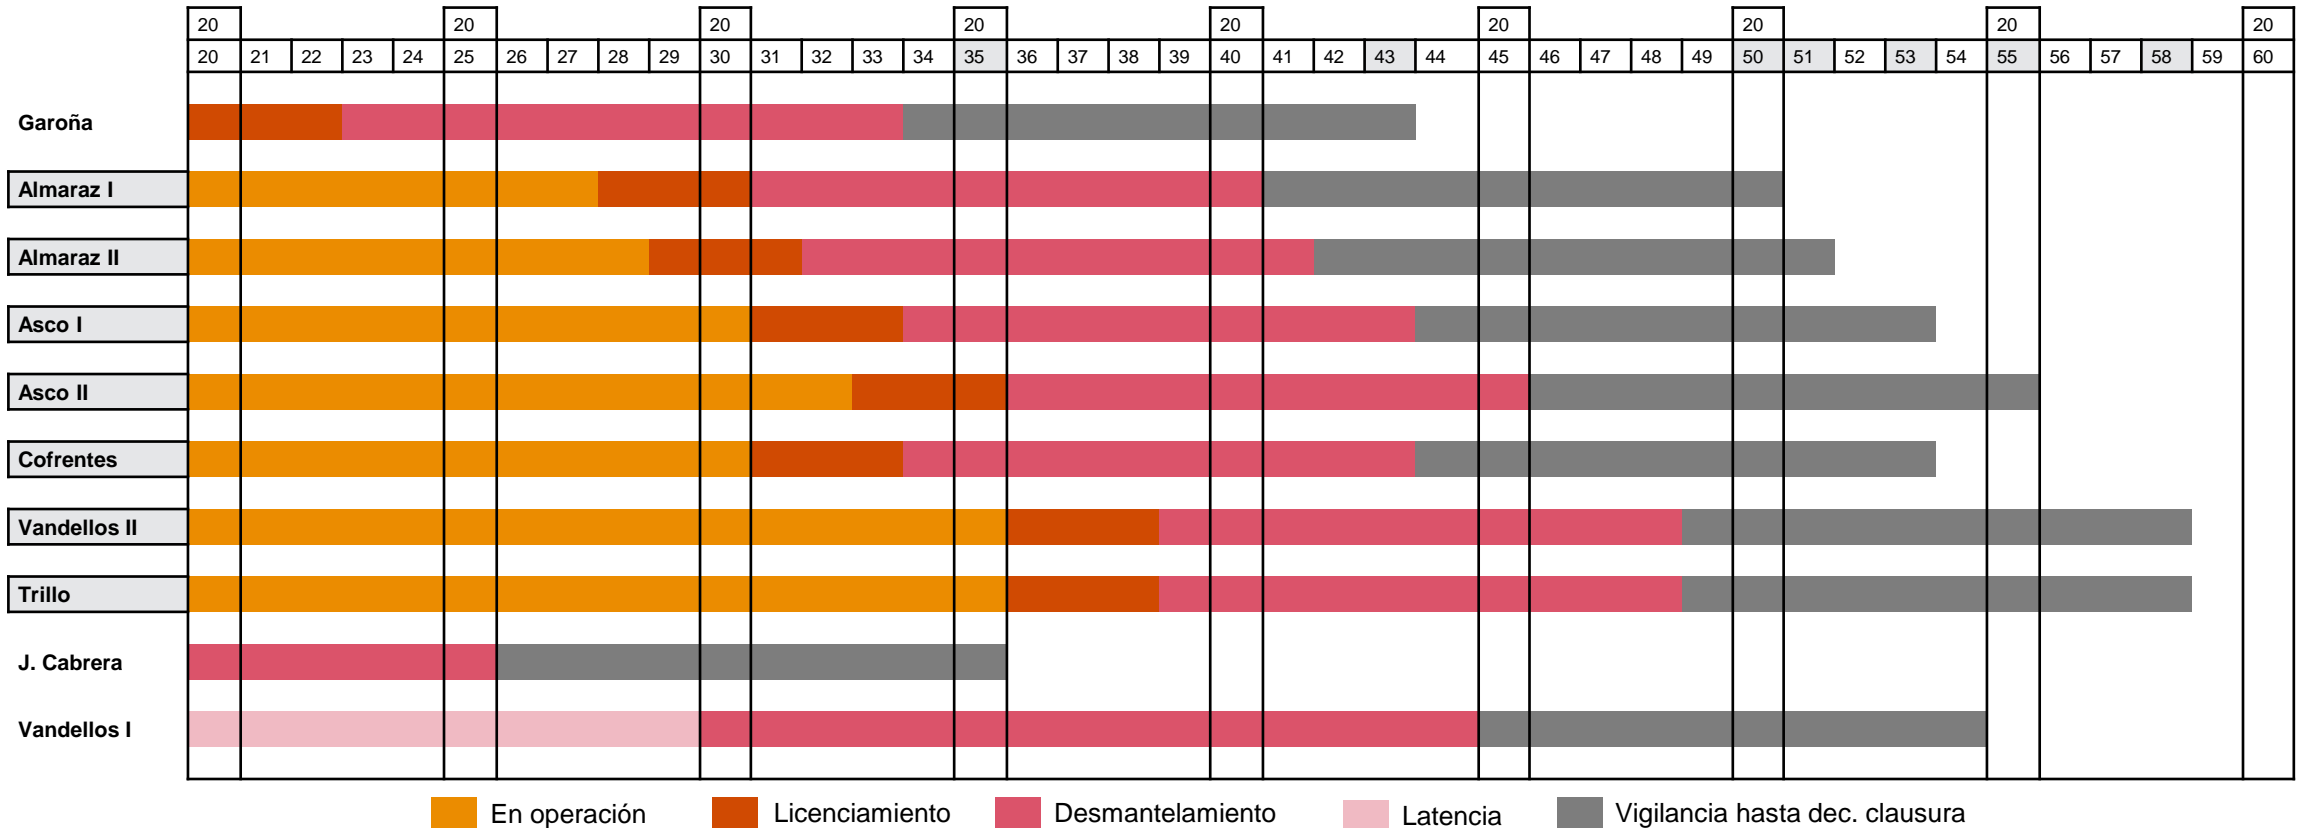 20 20 20 20 20 20 20 20 20
20 21 22 23 24 25 26 27 28 29 30 31 32 33 34 35 36 37 38 39 40 41 42 43 44 45 46 47 48 49 50 51 52 53 54 55 56 57 58 59 60
Garoña
Almaraz I
Almaraz II
Asco I
Asco II
Cofrentes
Vandellos II
Trillo
J. Cabrera
Vandellos I
En operación Licenciamiento Desmantelamiento Latencia Vigilancia hasta dec. clausura